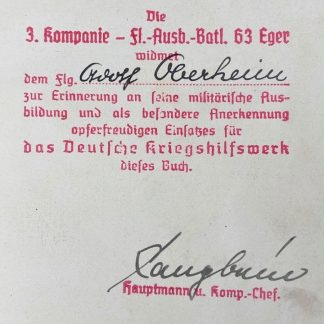 Die
3. Kompanie – Fl.-Ausb.-Batl. 63 Eger
widmet
dem Flg. Adolf Oberheim
zur Erinnerung an seine militärische Aus-
bildung und als besondere Anerkennung
opferfreudigen Einsatzes für
das Deutsche Kriegshilfswerk
dieses Buch.
Hauptmann u. Komp.-Chef.